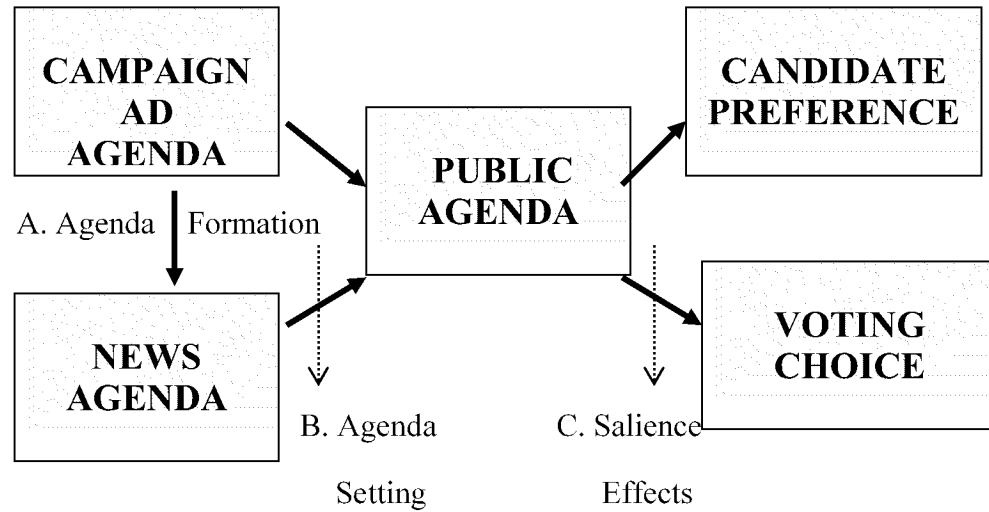 CAMPAIGN
AD
AGENDA
CANDIDATE
PREFERENCE
PUBLIC
AGENDA
A. Agenda Formation
NEWS
AGENDA
VOTING
CHOICE
B. Agenda
Setting
C. Salience
Effects